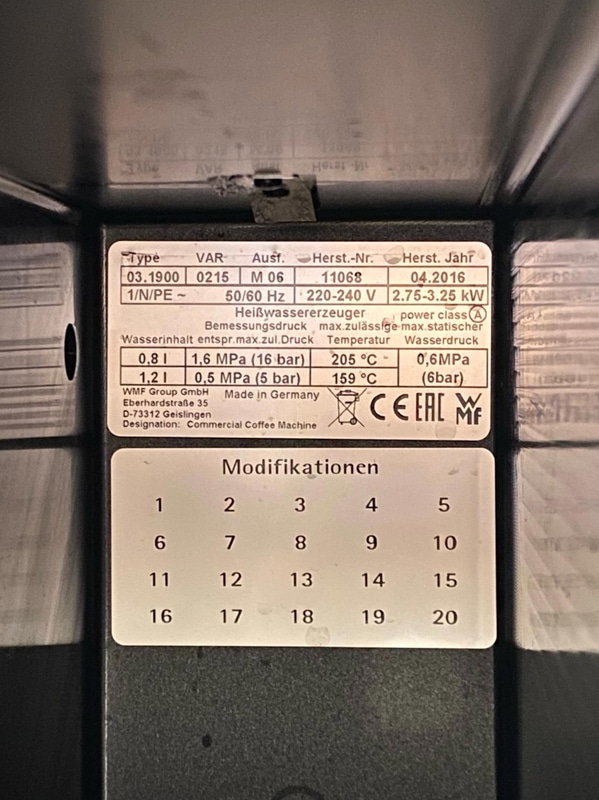 Type VAR Ausf. Herst.-Nr. Herst. Jahr
03.1900 0215 M 06 11068 04.2016
1/N/PE ~ 50/60 Hz 220-240 V 2.75-3.25 kW
Heißwassererzeuger power class A
Bemessungsdruck max.zulässige max.statischer
Wasserinhalt entspr.max.zul.Druck Temperatur Wasserdruck
0,8 l 1,6 MPa (16 bar) 205 °C 0,6MPa
1,2 l 0,5 MPa (5 bar) 159 °C (6bar)
WMF Group GmbH Made in Germany
Eberhardstraße 35
D-73312 Geislingen
Designation: Commercial Coffee Machine
CE EAC WMF
Modifikationen
1 2 3 4 5
6 7 8 9 10
11 12 13 14 15
16 17 18 19 20